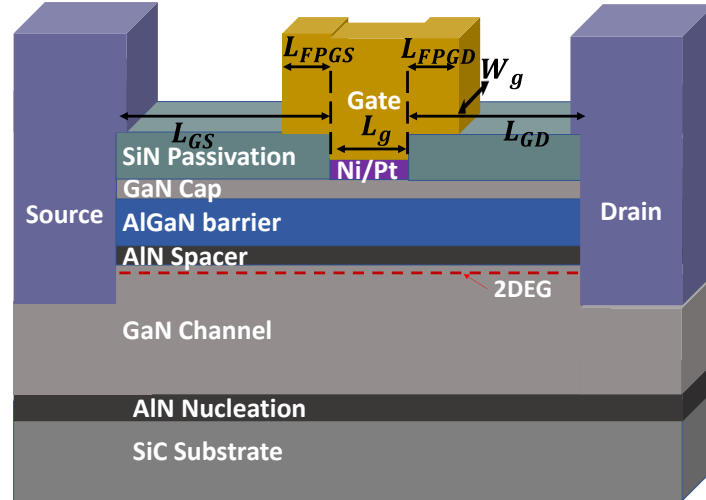 L_FPGS
L_FPGD
W_g
Gate
L_GS
L_g
L_GD
SiN Passivation
Ni/Pt
GaN Cap
Source
AlGaN barrier
Drain
AlN Spacer
2DEG
GaN Channel
AlN Nucleation
SiC Substrate